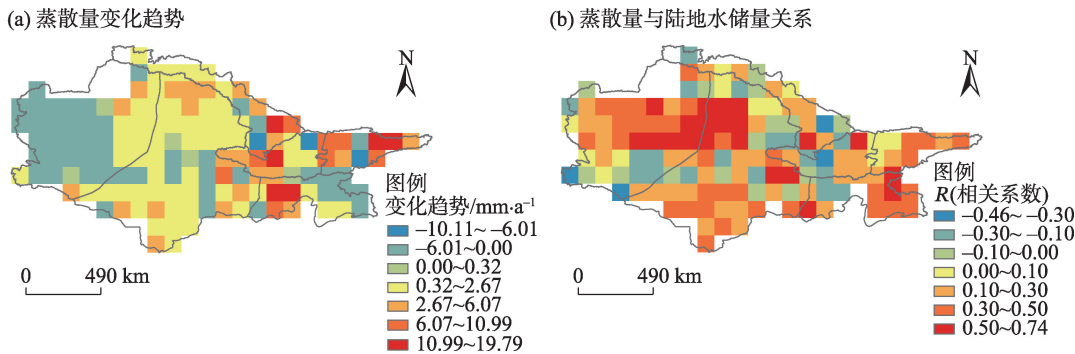 (a) 蒸散量变化趋势
N
图例
变化趋势/mm·a⁻¹
−10.11~ −6.01
−6.01~0.00
0.00~0.32
0.32~2.67
2.67~6.07
6.07~10.99
10.99~19.79
0 490 km
(b) 蒸散量与陆地水储量关系
N
图例
R(相关系数)
−0.46~ −0.30
−0.30~ −0.10
−0.10~0.00
0.00~0.10
0.10~0.30
0.30~0.50
0.50~0.74
0 490 km